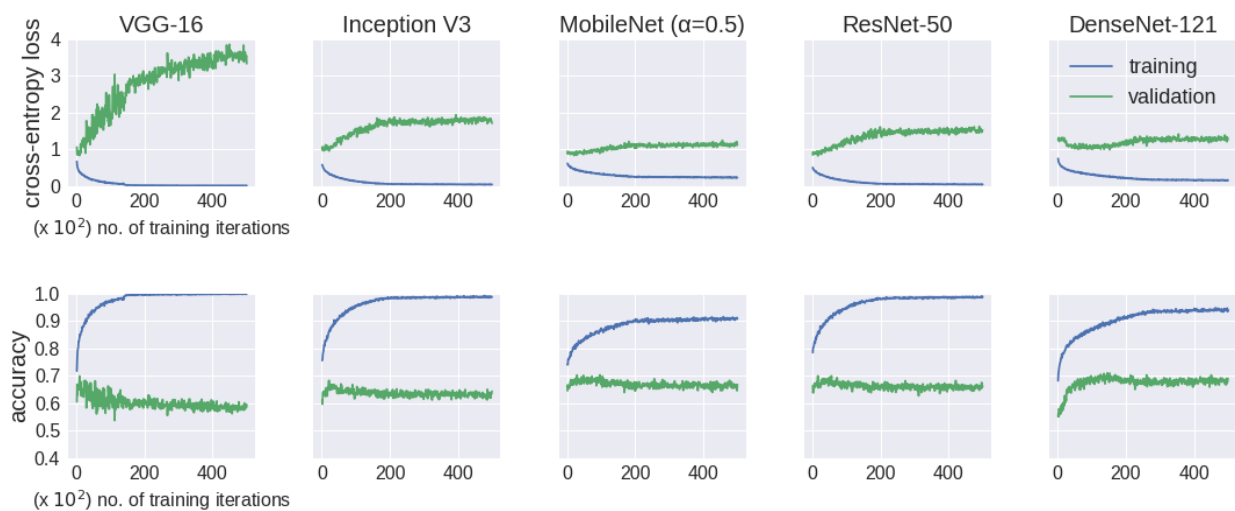 VGG-16 Inception V3 MobileNet (α=0.5) ResNet-50 DenseNet-121
cross-entropy loss
4
3
2
1
0
training
validation
0 200 400 0 200 400 0 200 400 0 200 400 0 200 400
(x 10²) no. of training iterations
accuracy
1.0
0.9
0.8
0.7
0.6
0.5
0.4
0 200 400 0 200 400 0 200 400 0 200 400 0 200 400
(x 10²) no. of training iterations